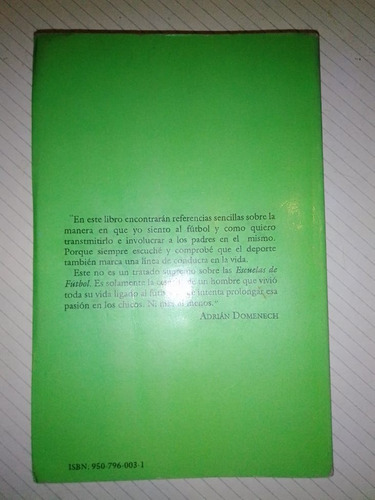 "En este libro encontrarán referencias sencillas sobre la
manera en que yo siento al fútbol y como quiero
transtmitirlo e involucrar a los padres en el mismo.
Porque siempre escuché y comprobé que el deporte
también marca una línea de conducta en la vida.
Este no es un tratado sobre las Escuelas de
Fútbol. Es solamente la de un hombre que vivió
toda su vida ligado al intenta prolongar esa
pasión en los chicos. Ni más ni menos."
ADRIÁN DOMENECH
ISBN: 950-796-003-1